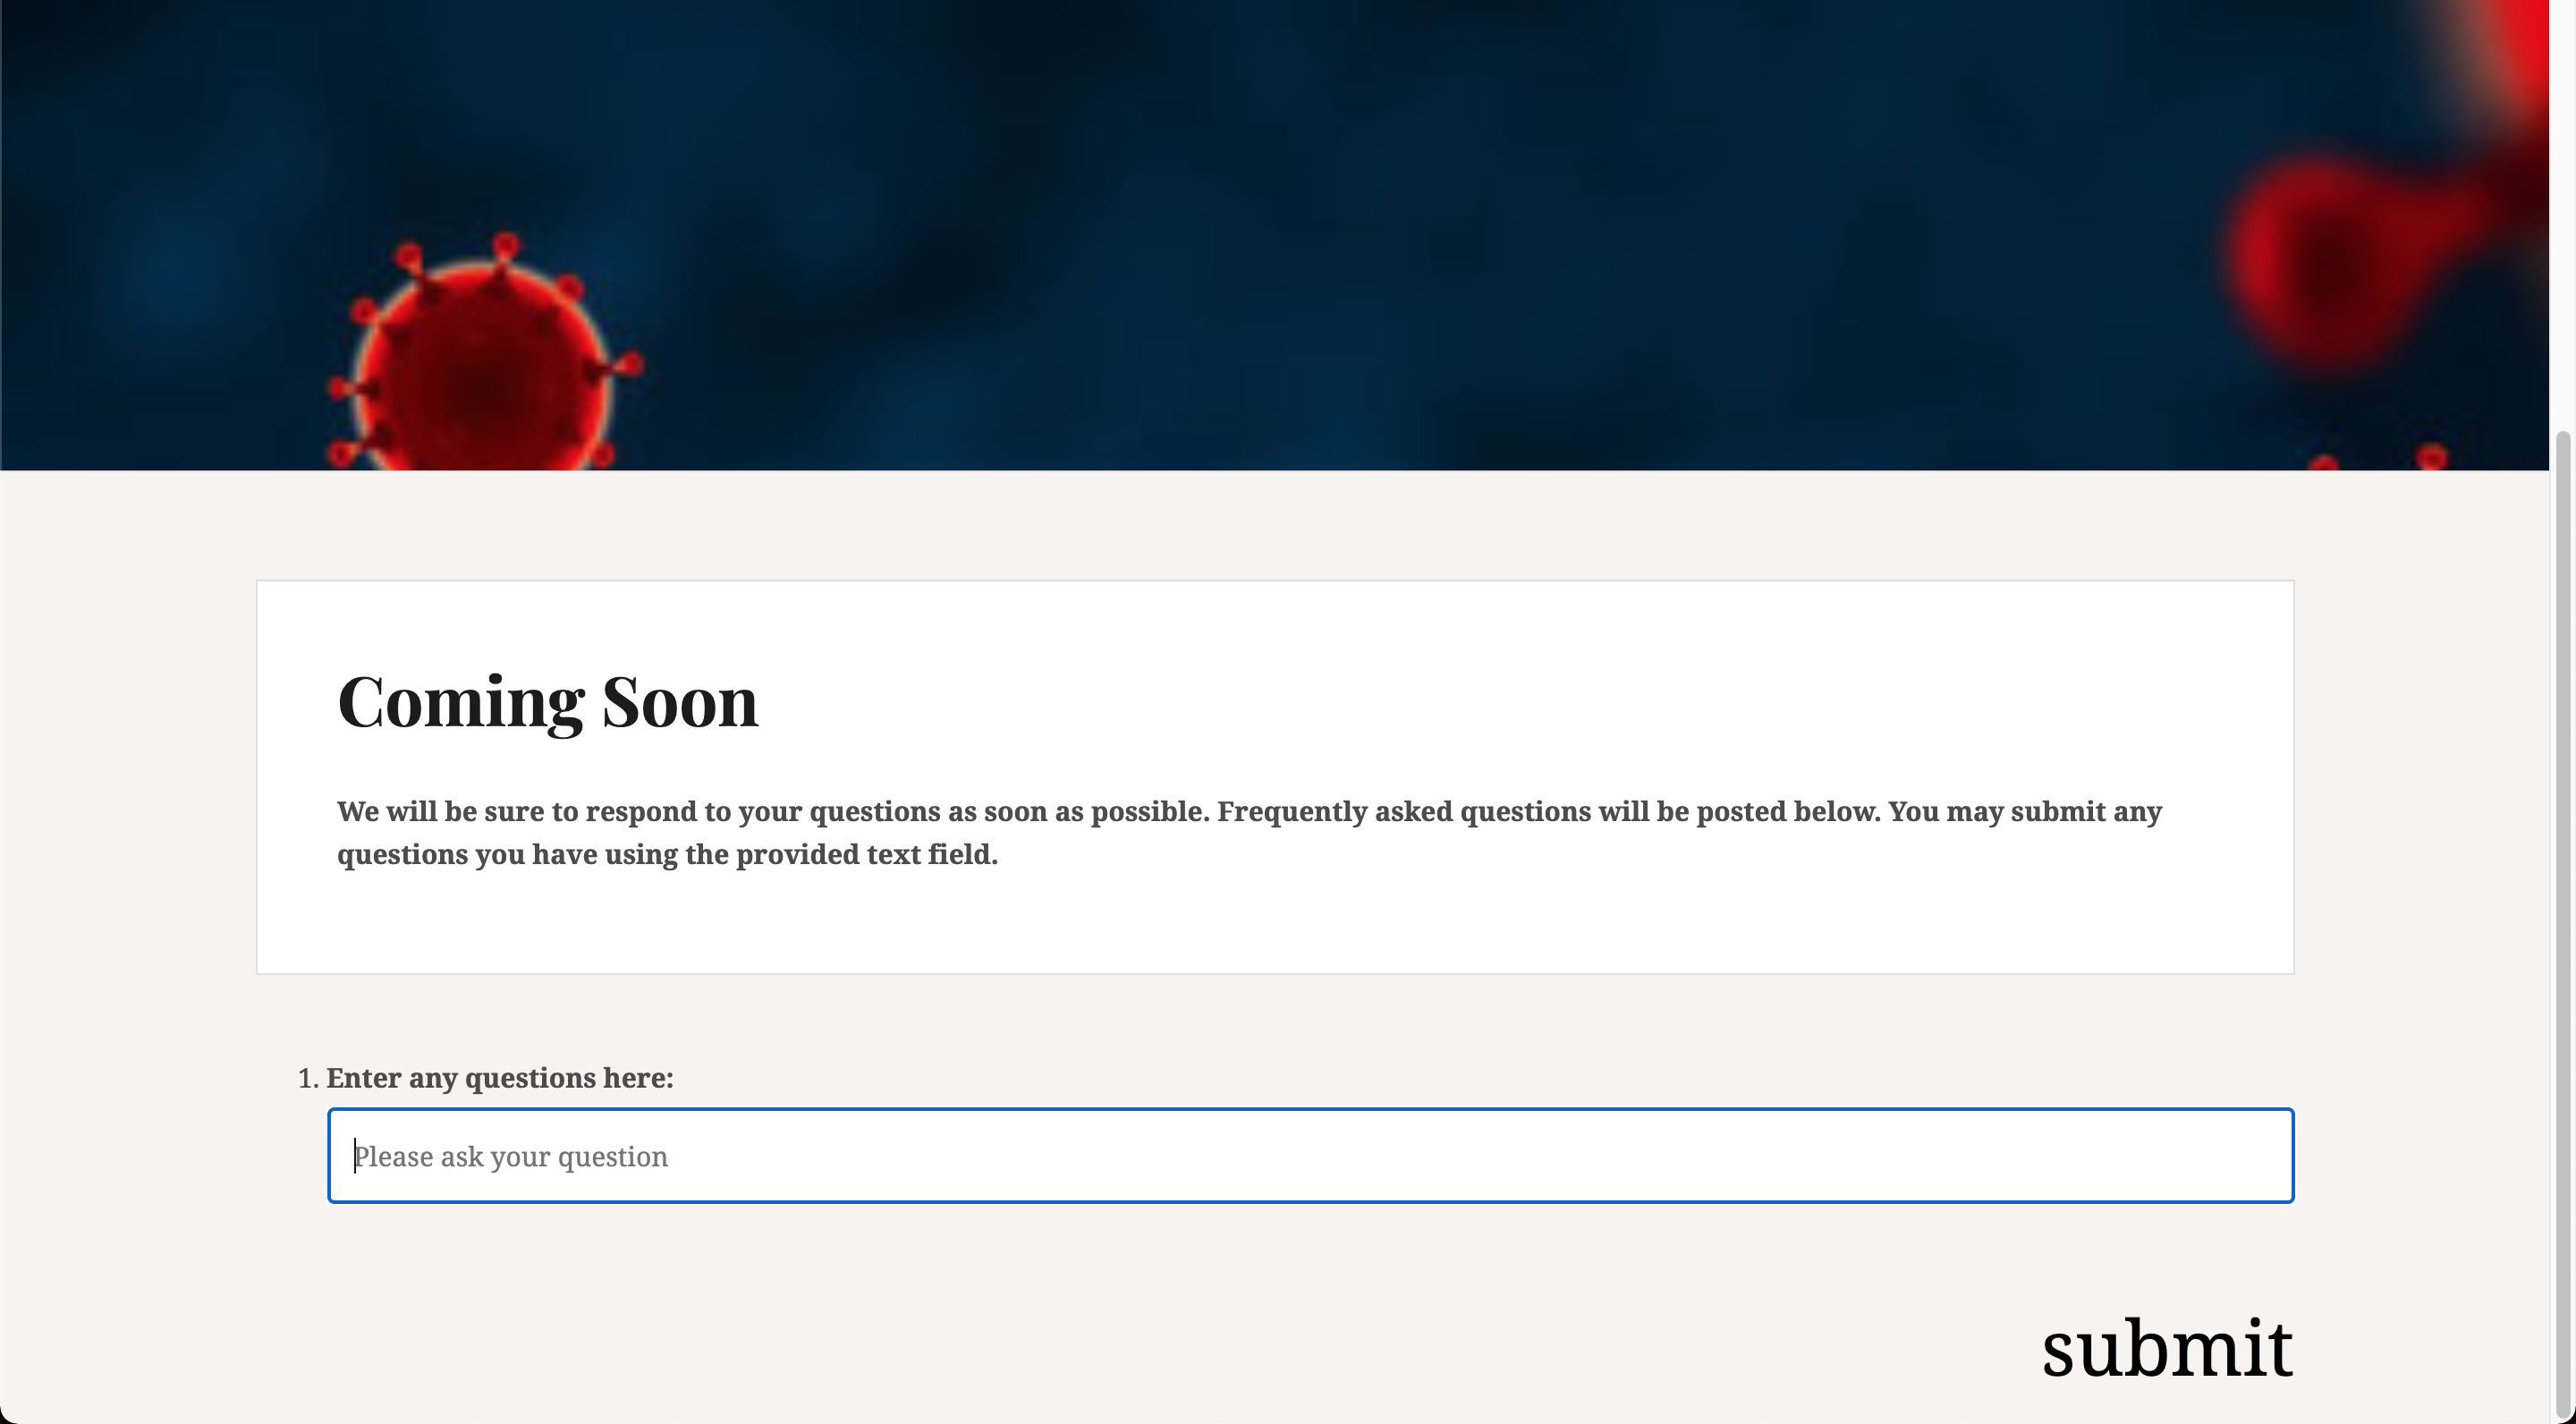 Coming Soon
We will be sure to respond to your questions as soon as possible. Frequently asked questions will be posted below. You may submit any
questions you have using the provided text field.
1. Enter any questions here:
Please ask your question
submit